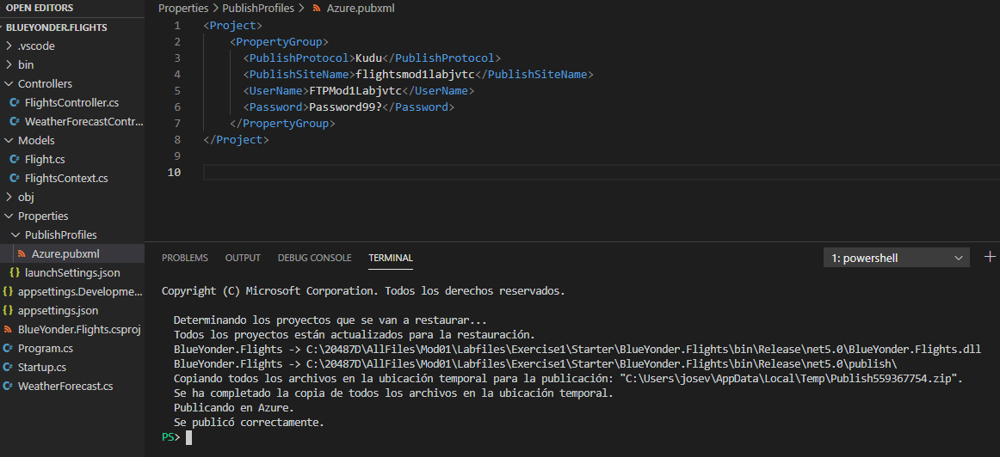 OPEN EDITORS
BLUEYONDER.FLIGHTS
.vscode
bin
Controllers
FlightsController.cs
WeatherForecastContr...
Models
Flight.cs
FlightsContext.cs
obj
Properties
PublishProfiles
Azure.pubxml
launchSettings.json
appsettings.Developme...
appsettings.json
BlueYonder.Flights.csproj
Program.cs
Startup.cs
WeatherForecast.cs
Properties > PublishProfiles > Azure.pubxml
1 <Project>
2 <PropertyGroup>
3 <PublishProtocol>Kudu</PublishProtocol>
4 <PublishSiteName>flightsmod1labjvtc</PublishSiteName>
5 <UserName>FTPMod1Labjvtc</UserName>
6 <Password>Password99?</Password>
7 </PropertyGroup>
8 </Project>
9
10
PROBLEMS OUTPUT DEBUG CONSOLE TERMINAL 1: powershell
Copyright (C) Microsoft Corporation. Todos los derechos reservados.
Determinando los proyectos que se van a restaurar...
Todos los proyectos están actualizados para la restauración.
BlueYonder.Flights -> C:\20487D\AllFiles\Mod01\Labfiles\Exercise1\Starter\BlueYonder.Flights\bin\Release\net5.0\BlueYonder.Flights.dll
BlueYonder.Flights -> C:\20487D\AllFiles\Mod01\Labfiles\Exercise1\Starter\BlueYonder.Flights\bin\Release\net5.0\publish\
Copiando todos los archivos en la ubicación temporal para la publicación: "C:\Users\josev\AppData\Local\Temp\Publish559367754.zip".
Se ha completado la copia de todos los archivos en la ubicación temporal.
Publicando en Azure.
Se publicó correctamente.
PS>